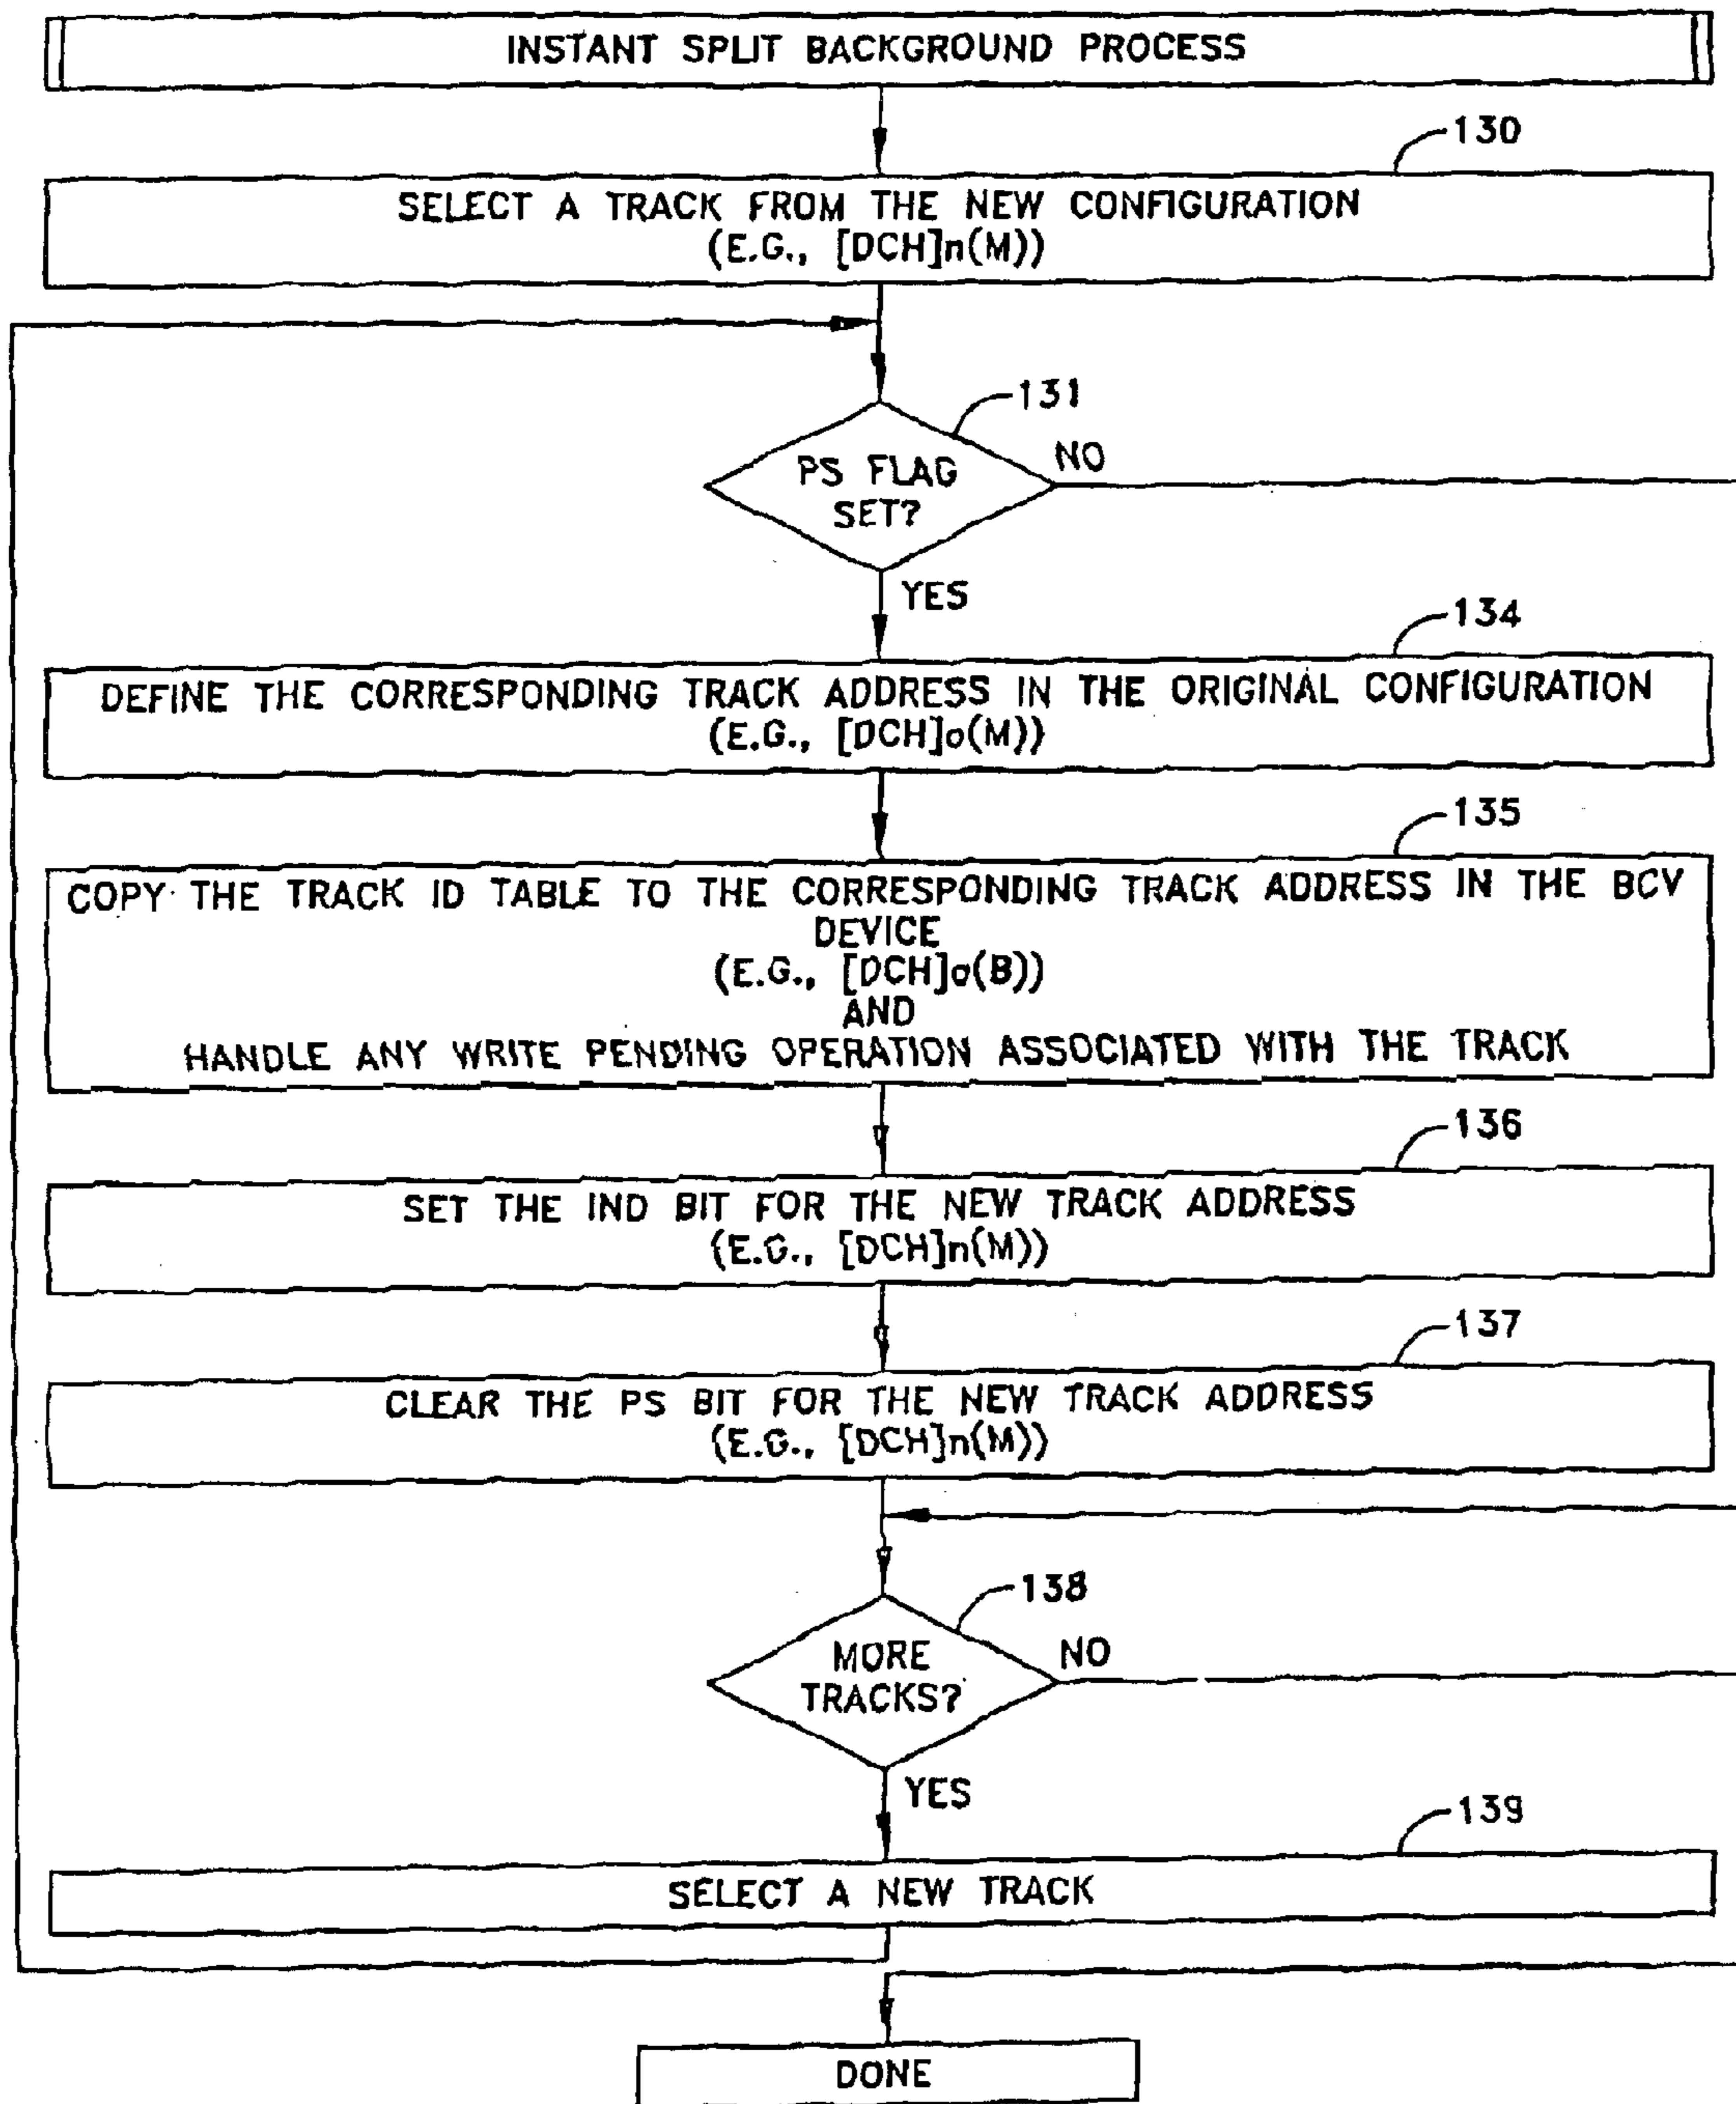 INSTANT SPLIT BACKGROUND PROCESS
130
SELECT A TRACK FROM THE NEW CONFIGURATION
(E.G., [DCH]n(M))
131
PS FLAG
SET?
NO
YES
134
DEFINE THE CORRESPONDING TRACK ADDRESS IN THE ORIGINAL CONFIGURATION
(E.G., [DCH]o(M))
135
COPY THE TRACK ID TABLE TO THE CORRESPONDING TRACK ADDRESS IN THE BCV
DEVICE
(E.G., [DCH]o(B))
AND
HANDLE ANY WRITE PENDING OPERATION ASSOCIATED WITH THE TRACK
136
SET THE IND BIT FOR THE NEW TRACK ADDRESS
(E.G., [DCH]n(M))
137
CLEAR THE PS BIT FOR THE NEW TRACK ADDRESS
(E.G., [DCH]n(M))
138
MORE
TRACKS?
NO
YES
139
SELECT A NEW TRACK
DONE